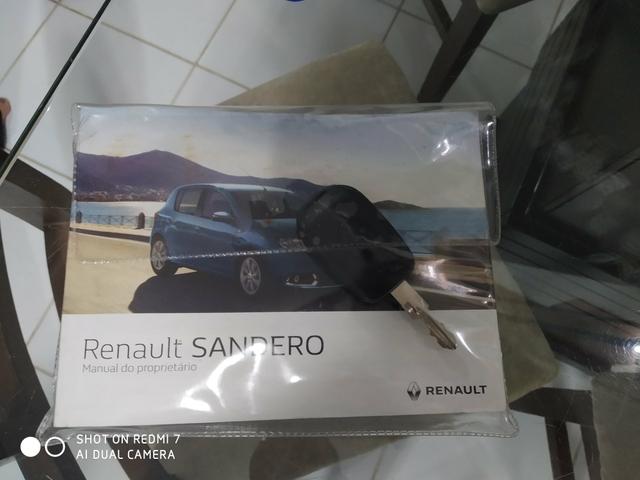 Renault SANDERO
Manual do proprietário
RENAULT
SHOT ON REDMI 7
AI DUAL CAMERA